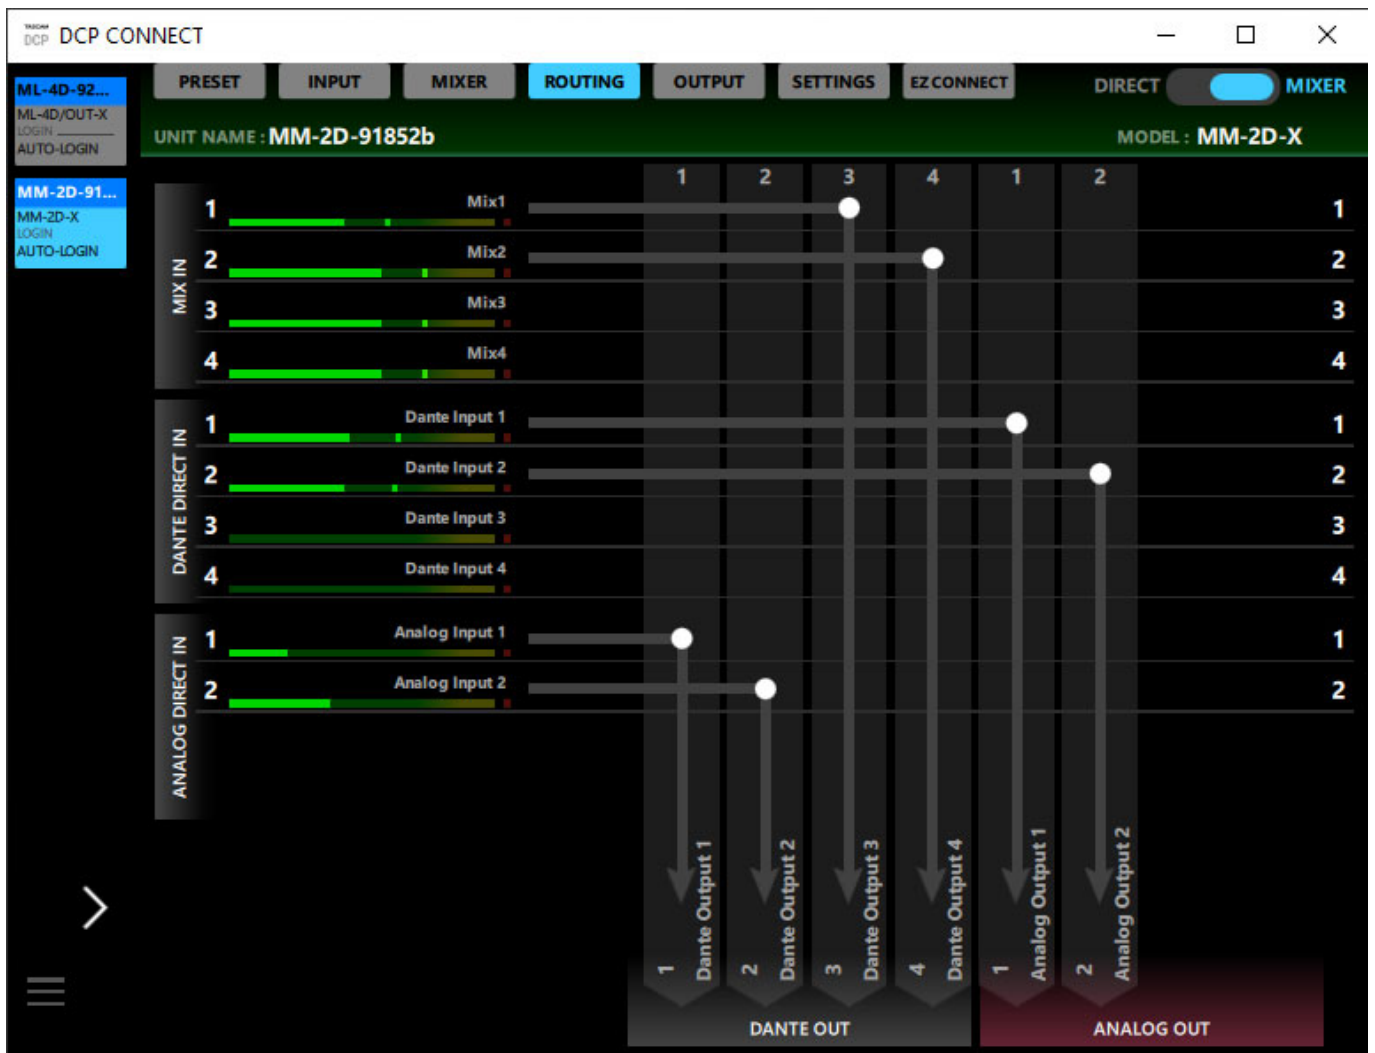 TASCAM
DCP DCP CONNECT
ML-4D-92...
ML-4D/OUT-X
LOGIN
AUTO-LOGIN
MM-2D-91...
MM-2D-X
LOGIN
AUTO-LOGIN
PRESET INPUT MIXER ROUTING OUTPUT SETTINGS EZ CONNECT DIRECT MIXER
UNIT NAME : MM-2D-91852b MODEL : MM-2D-X
1 2 3 4 1 2
MIX IN
1 Mix1 1
2 Mix2 2
3 Mix3 3
4 Mix4 4
DANTE DIRECT IN
1 Dante Input 1 1
2 Dante Input 2 2
3 Dante Input 3 3
4 Dante Input 4 4
ANALOG DIRECT IN
1 Analog Input 1 1
2 Analog Input 2 2
1 Dante Output 1
2 Dante Output 2
3 Dante Output 3
4 Dante Output 4
1 Analog Output 1
2 Analog Output 2
DANTE OUT ANALOG OUT